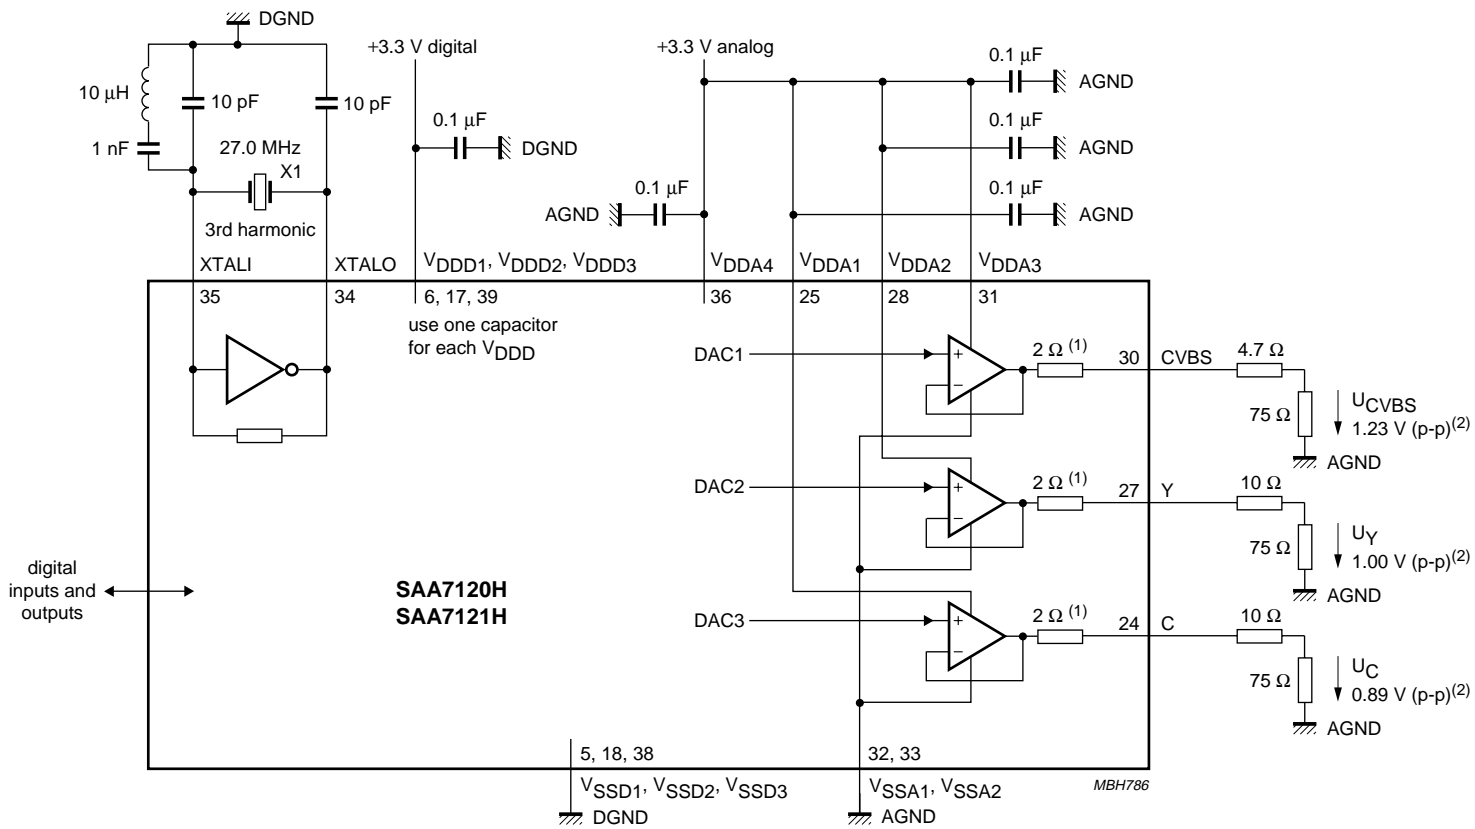 DGND
+3.3 V digital
+3.3 V analog
0.1 μF
AGND
10 μH
10 pF
10 pF
0.1 μF
DGND
0.1 μF
AGND
1 nF
27.0 MHz
X1
3rd harmonic
0.1 μF
AGND
0.1 μF
AGND
XTALI
XTALO
VDDD1, VDDD2, VDDD3
VDDA4
VDDA1
VDDA2
VDDA3
35
34
6, 17, 39
36
25
28
31
use one capacitor
for each VDDD
DAC1
+
−
2 Ω (1)
30
CVBS
4.7 Ω
75 Ω
UCVBS
1.23 V (p-p)(2)
AGND
DAC2
+
−
2 Ω (1)
27
Y
10 Ω
75 Ω
UY
1.00 V (p-p)(2)
AGND
digital
inputs and
outputs
SAA7120H
SAA7121H
DAC3
+
−
2 Ω (1)
24
C
10 Ω
75 Ω
UC
0.89 V (p-p)(2)
AGND
5, 18, 38
32, 33
VSSD1, VSSD2, VSSD3
VSSA1, VSSA2
MBH786
DGND
AGND